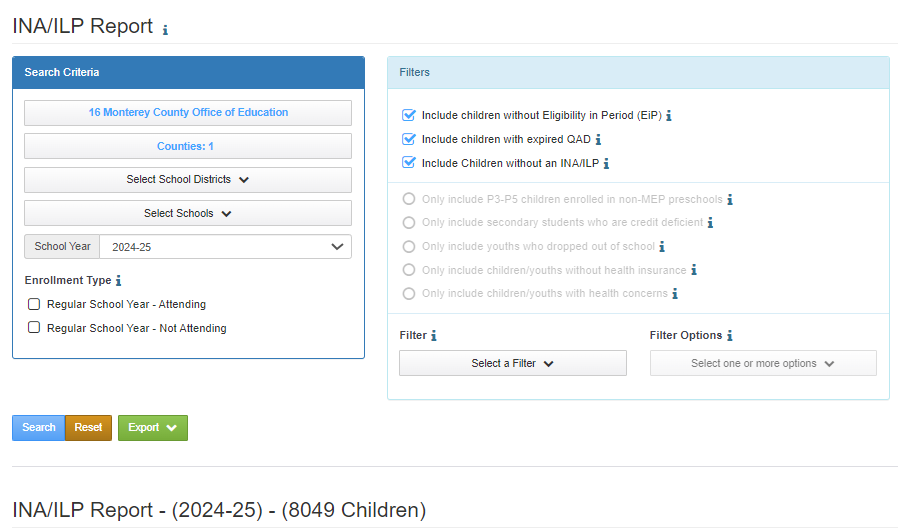 INA/ILP Report
Search Criteria
16 Monterey County Office of Education
Counties: 1
Select School Districts
Select Schools
School Year 2024-25
Enrollment Type
Regular School Year - Attending
Regular School Year - Not Attending
Filters
Include children without Eligibility in Period (EiP)
Include children with expired QAD
Include Children without an INA/ILP
Only include P3-P5 children enrolled in non-MEP preschools
Only include secondary students who are credit deficient
Only include youths who dropped out of school
Only include children/youths without health insurance
Only include children/youths with health concerns
Filter
Select a Filter
Filter Options
Select one or more options
Search Reset Export
INA/ILP Report - (2024-25) - (8049 Children)